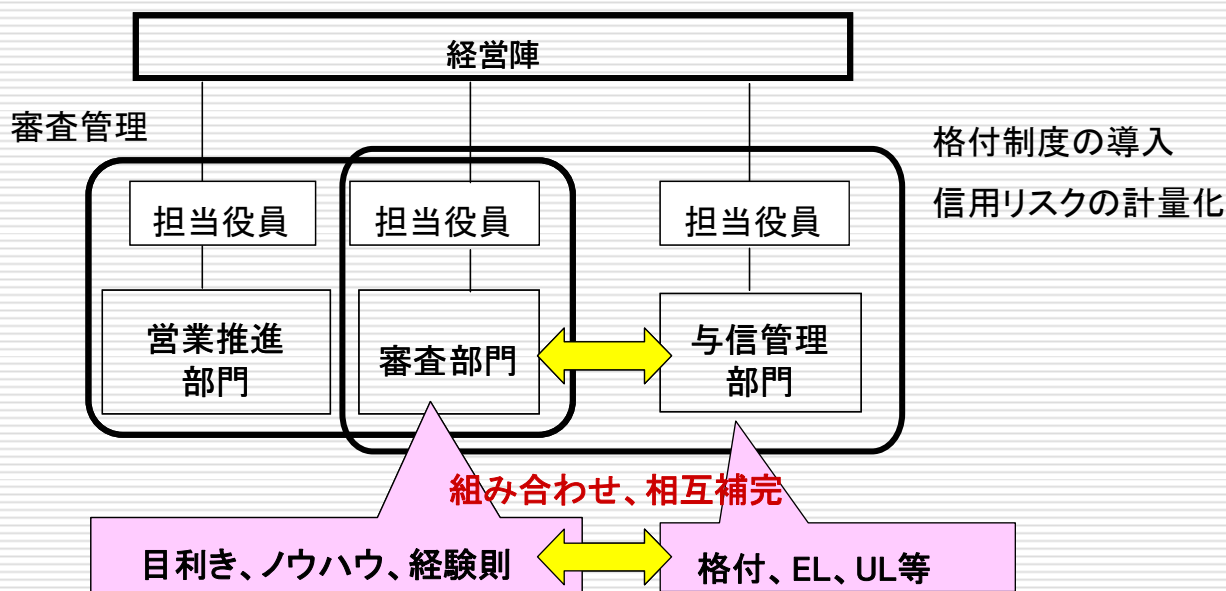 経営陣
審査管理
格付制度の導入
信用リスクの計量化
担当役員
担当役員
担当役員
営業推進
部門
審査部門
与信管理
部門
組み合わせ、相互補完
目利き、ノウハウ、経験則
格付、EL、UL等